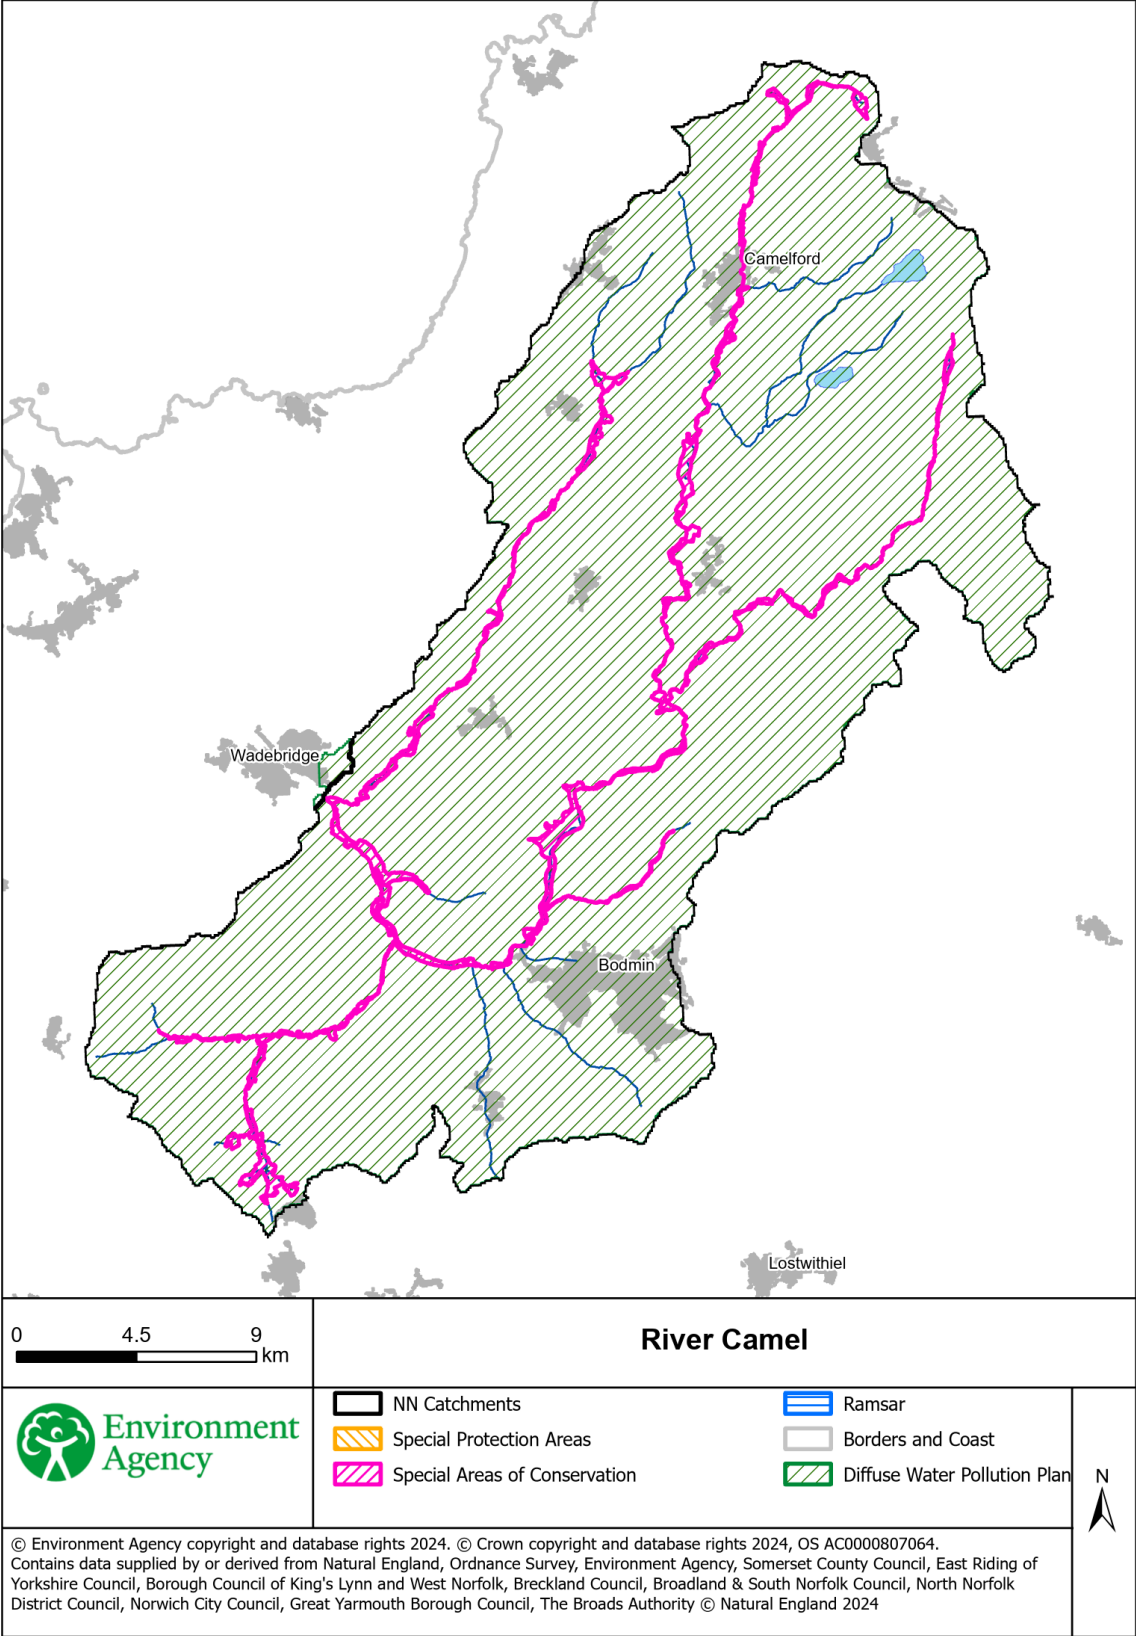 Camelford
Wadebridge
Bodmin
Lostwithiel
0 4.5 9
km
River Camel
Environment
Agency
NN Catchments
Special Protection Areas
Special Areas of Conservation
Ramsar
Borders and Coast
Diffuse Water Pollution Plan
N
© Environment Agency copyright and database rights 2024. © Crown copyright and database rights 2024, OS AC0000807064.
Contains data supplied by or derived from Natural England, Ordnance Survey, Environment Agency, Somerset County Council, East Riding of
Yorkshire Council, Borough Council of King's Lynn and West Norfolk, Breckland Council, Broadland & South Norfolk Council, North Norfolk
District Council, Norwich City Council, Great Yarmouth Borough Council, The Broads Authority © Natural England 2024